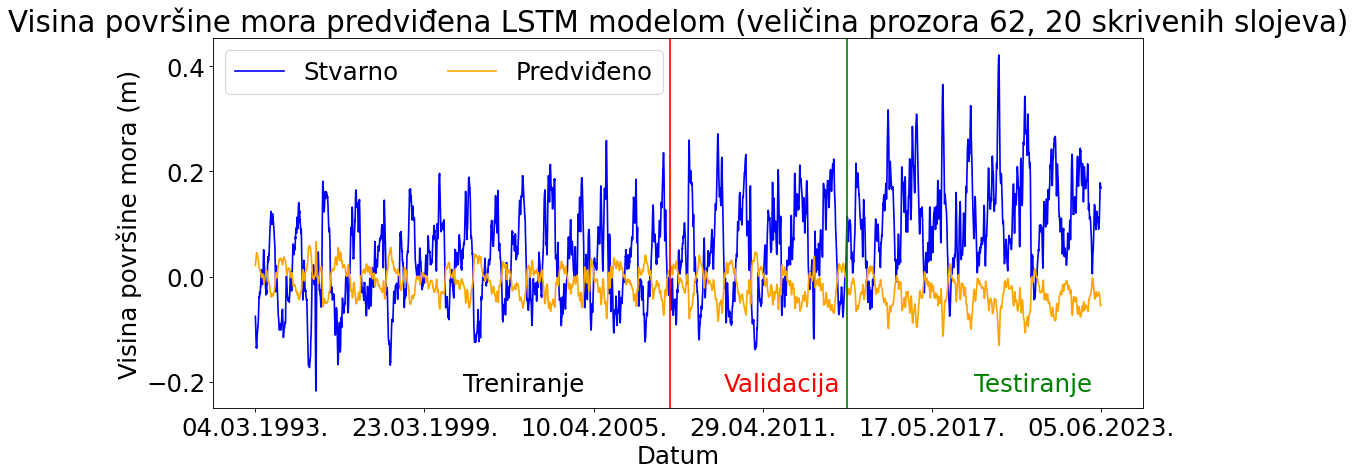 Visina površine mora predviđena LSTM modelom (veličina prozora 62, 20 skrivenih slojeva)
Stvarno
Predviđeno
Visina površine mora (m)
0.4
0.2
0.0
−0.2
Treniranje
Validacija
Testiranje
04.03.1993.
23.03.1999.
10.04.2005.
29.04.2011.
17.05.2017.
05.06.2023.
Datum